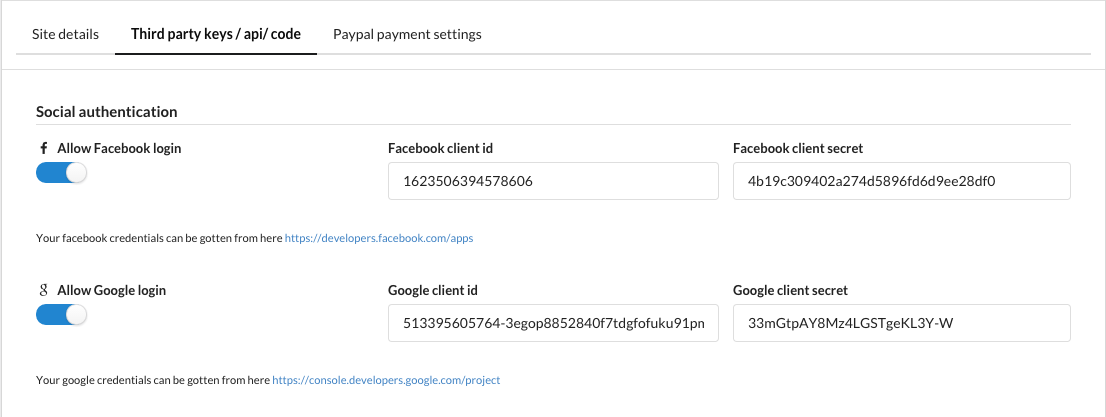 Site details Third party keys / api/ code Paypal payment settings
Social authentication
Allow Facebook login Facebook client id Facebook client secret
1623506394578606 4b19c309402a274d5896fd6d9ee28df0
Your facebook credentials can be gotten from here https://developers.facebook.com/apps
Allow Google login Google client id Google client secret
513395605764-3egop8852840f7tdgfofuku91pn 33mGtpAY8Mz4LGSTgeKL3Y-W
Your google credentials can be gotten from here https://console.developers.google.com/project